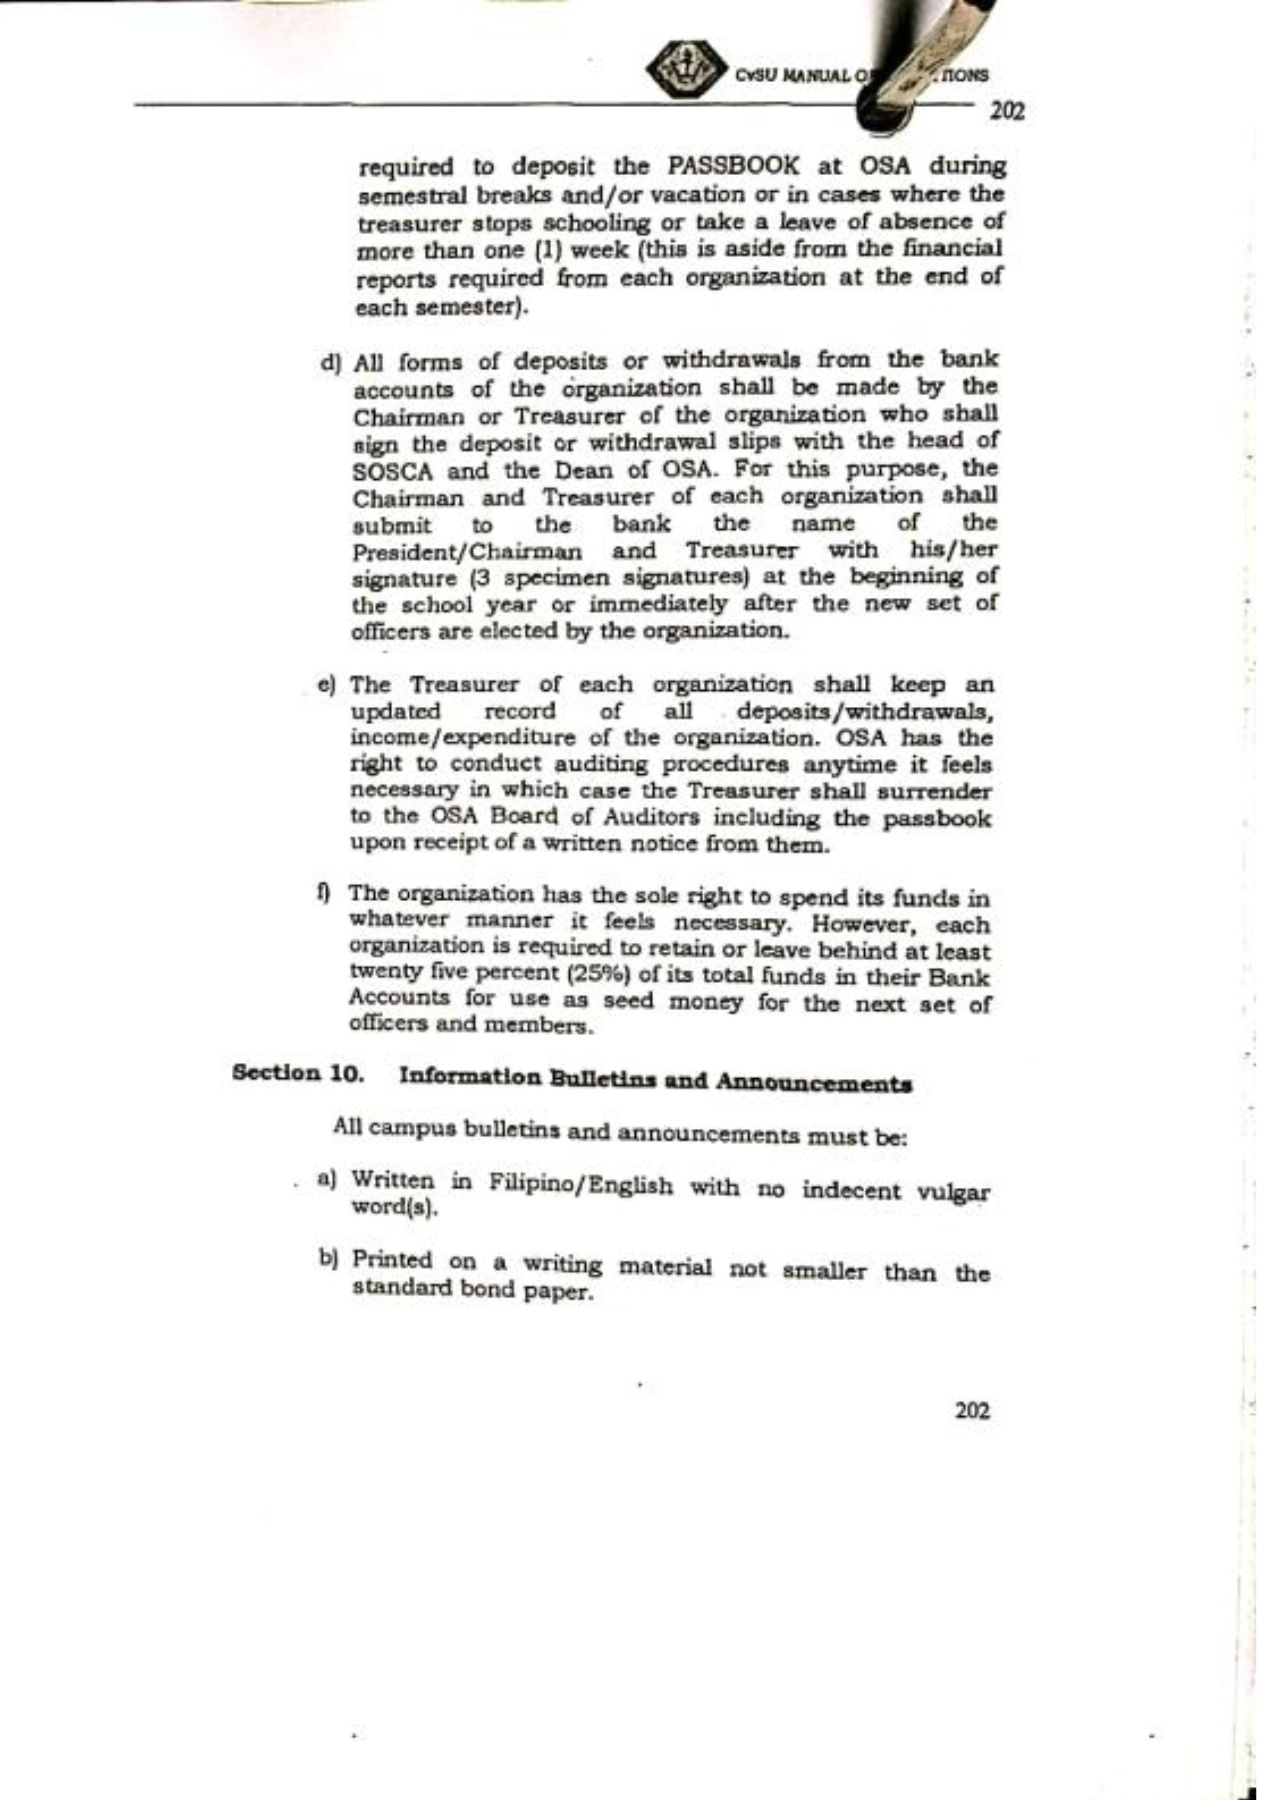 CvSU MANUAL O TIONS
202
required to deposit the PASSBOOK at OSA during
semestral breaks and/or vacation or in cases where the
treasurer stops schooling or take a leave of absence of
more than one (1) week (this is aside from the financial
reports required from each organization at the end of
each semester).
d) All forms of deposits or withdrawals from the bank
accounts of the organization shall be made by the
Chairman or Treasurer of the organization who shall
sign the deposit or withdrawal slips with the head of
SOSCA and the Dean of OSA. For this purpose, the
Chairman and Treasurer of each organization shall
submit to the bank the name of the
President/Chairman and Treasurer with his/her
signature (3 specimen signatures) at the beginning of
the school year or immediately after the new set of
officers are elected by the organization.
e) The Treasurer of each organization shall keep an
updated record of all deposits/withdrawals,
income/expenditure of the organization. OSA has the
right to conduct auditing procedures anytime it feels
necessary in which case the Treasurer shall surrender
to the OSA Board of Auditors including the passbook
upon receipt of a written notice from them.
f) The organization has the sole right to spend its funds in
whatever manner it feels necessary. However, each
organization is required to retain or leave behind at least
twenty five percent (25%) of its total funds in their Bank
Accounts for use as seed money for the next set of
officers and members.
Section 10. Information Bulletins and Announcements
All campus bulletins and announcements must be:
a) Written in Filipino/English with no indecent vulgar
word(s).
b) Printed on a writing material not smaller than the
standard bond paper.
202